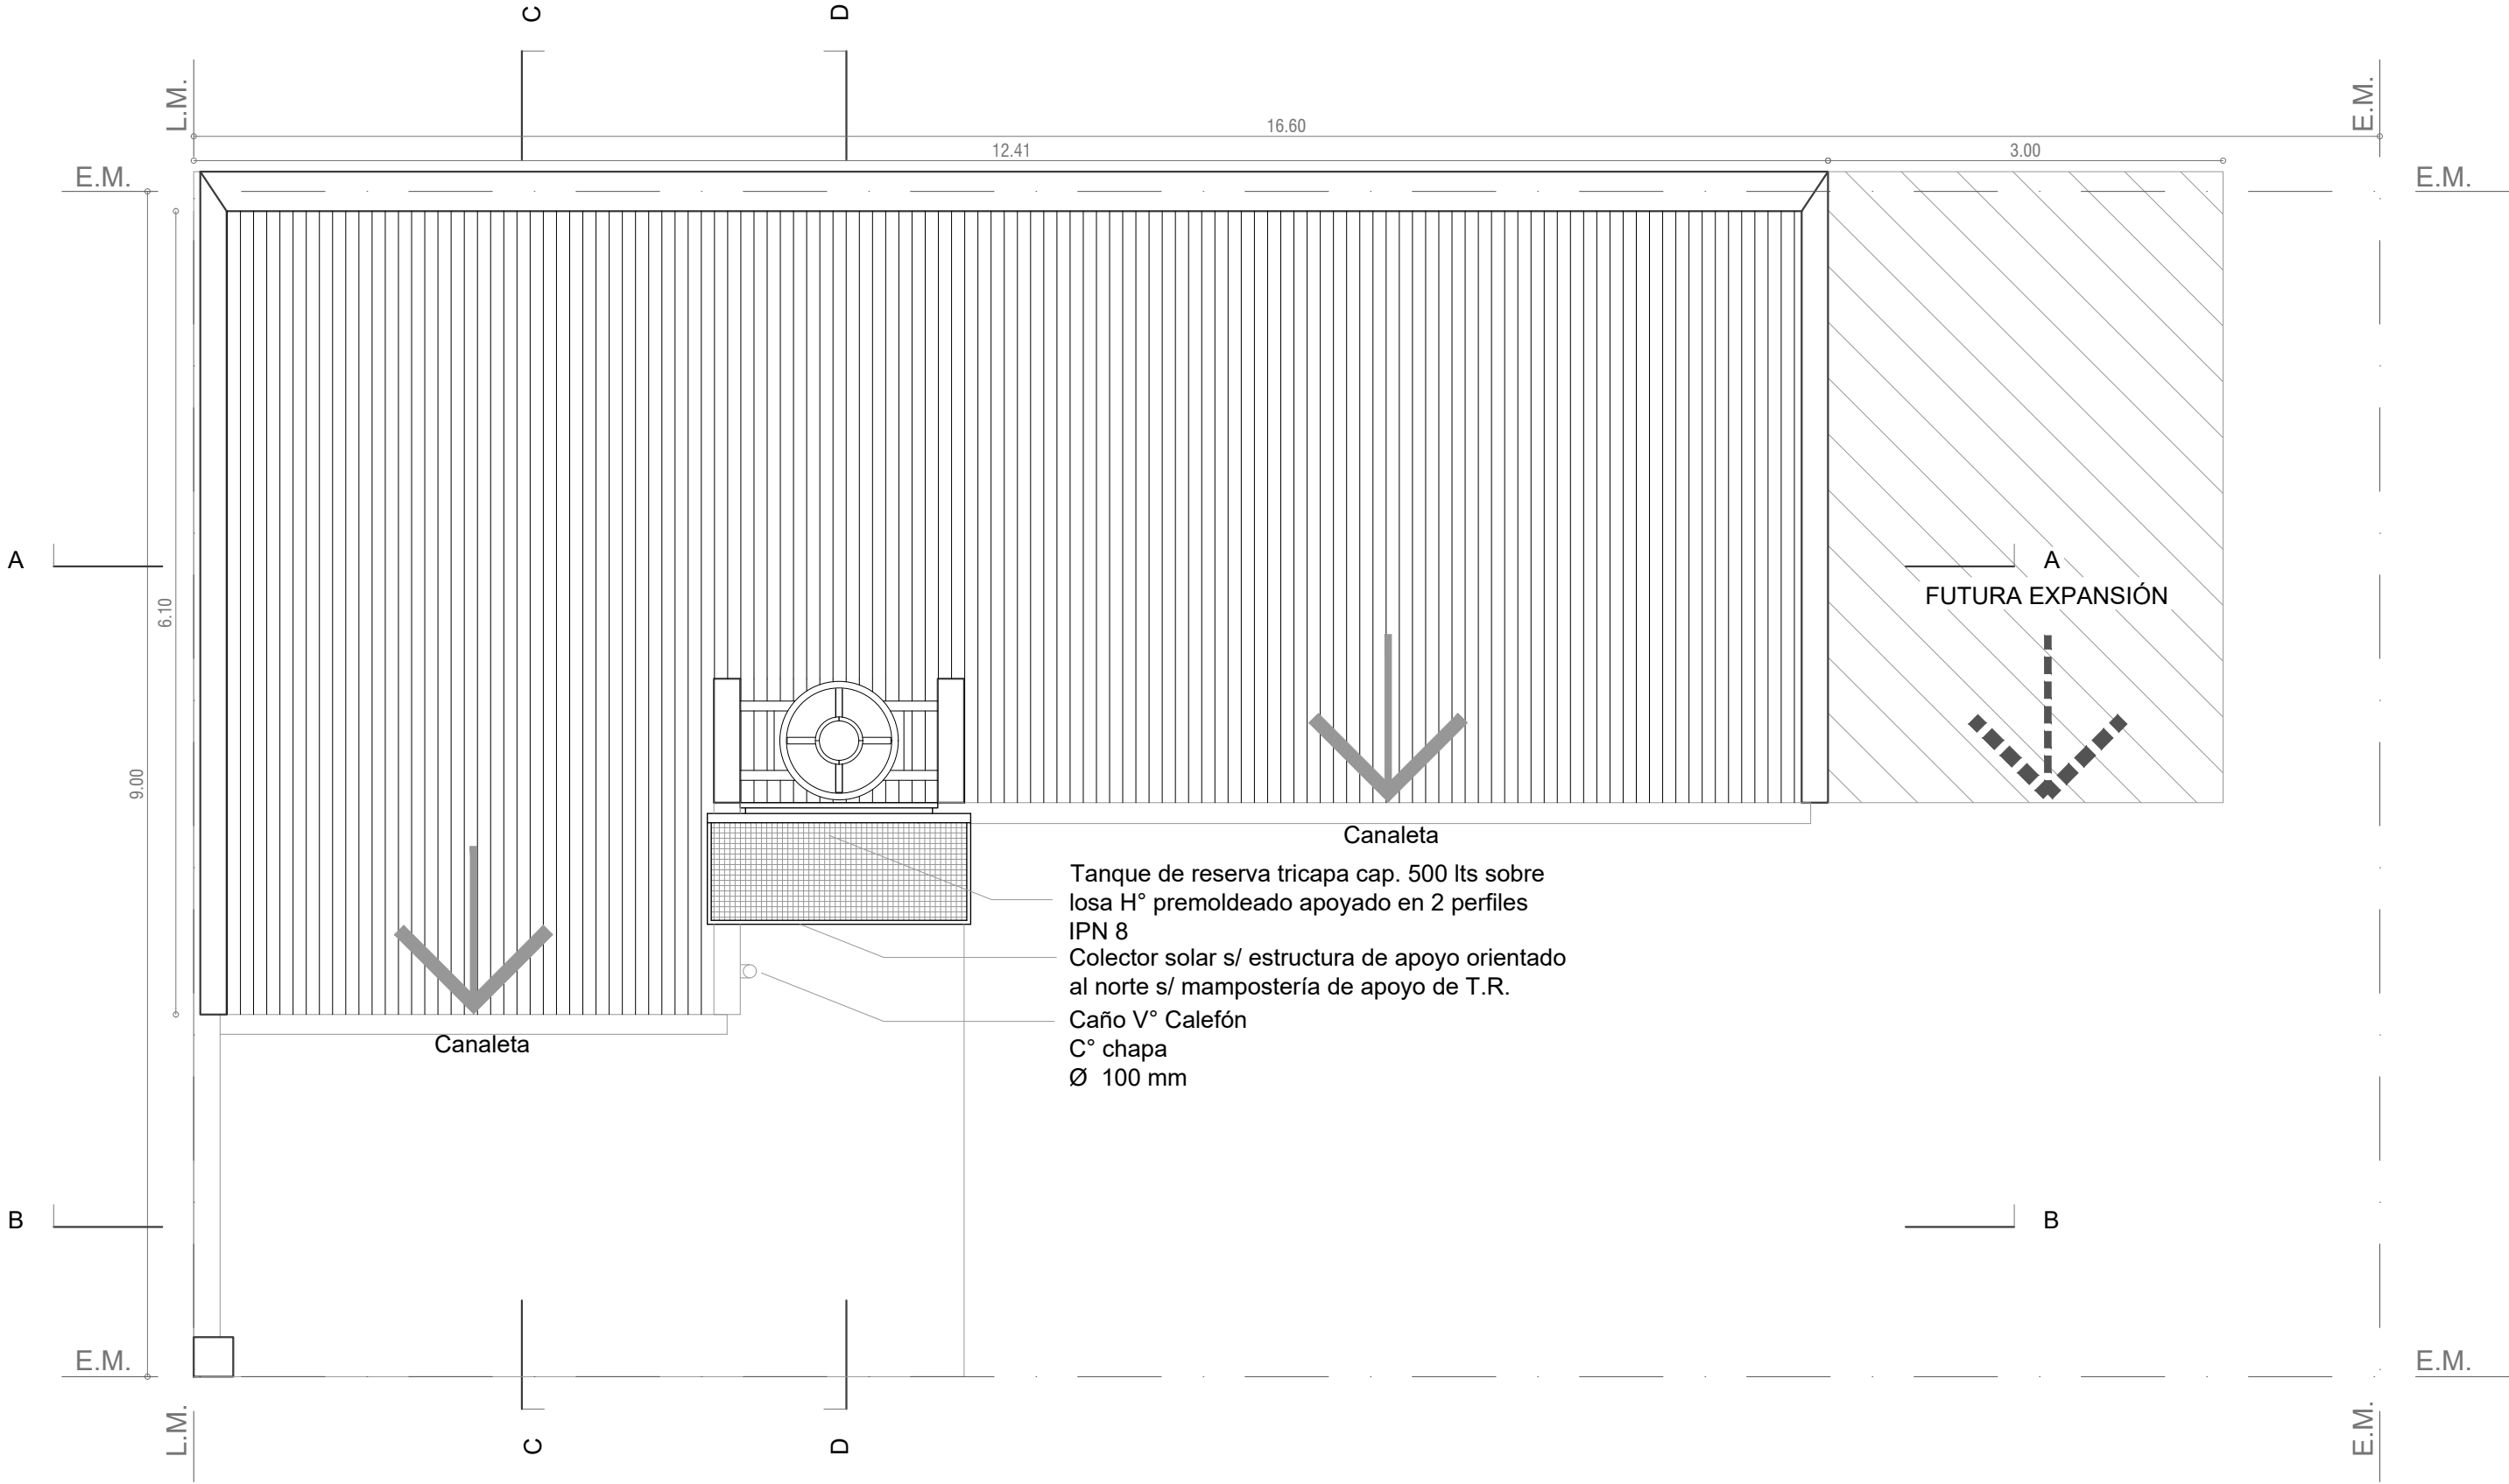 C
D
L.M.
E.M.
16.60
12.41
3.00
E.M.
E.M.
A
A
FUTURA EXPANSIÓN
6.10
9.00
Canaleta
Tanque de reserva tricapa cap. 500 lts sobre
losa H° premoldeado apoyado en 2 perfiles
IPN 8
Colector solar s/ estructura de apoyo orientado
al norte s/ mampostería de apoyo de T.R.
Caño V° Calefón
C° chapa
Ø 100 mm
Canaleta
B
B
E.M.
E.M.
L.M.
C
D
E.M.